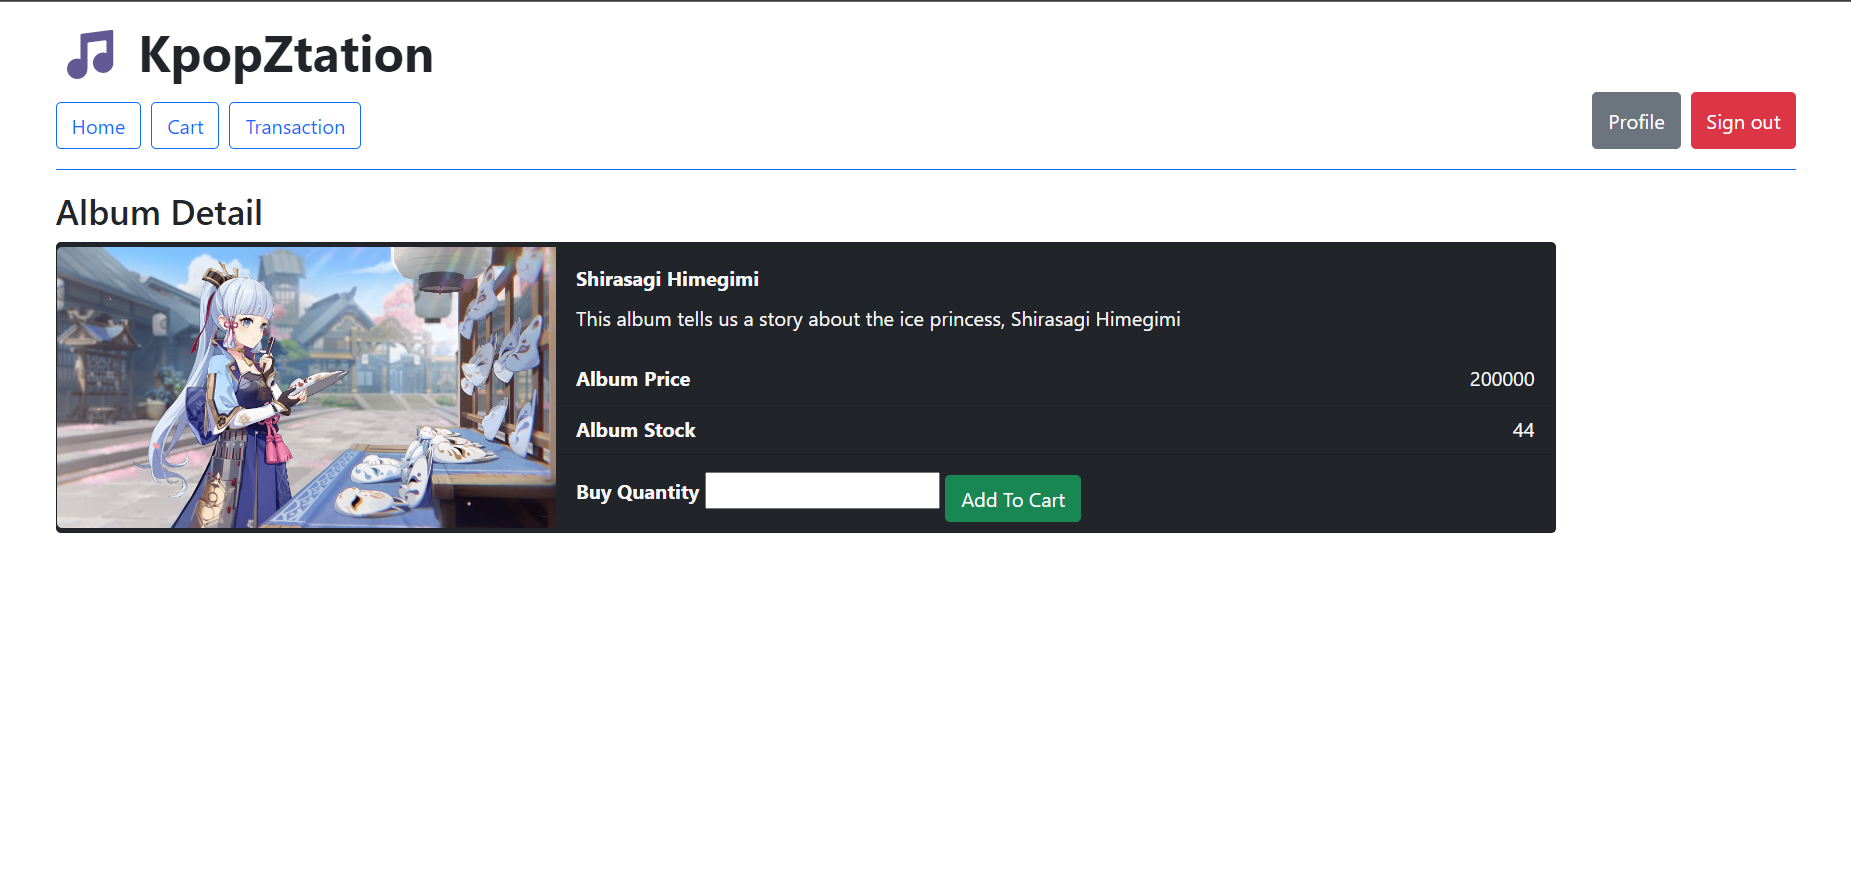 KpopZtation
Home Cart Transaction Profile Sign out
Album Detail
Shirasagi Himegimi
This album tells us a story about the ice princess, Shirasagi Himegimi
Album Price 200000
Album Stock 44
Buy Quantity Add To Cart